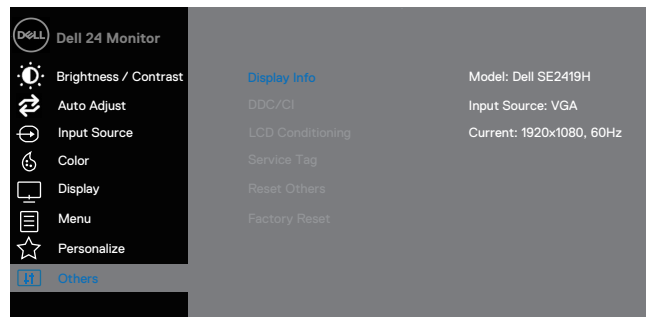 DELL Dell 24 Monitor
Brightness / Contrast Display Info Model: Dell SE2419H
Auto Adjust DDC/CI Input Source: VGA
Input Source LCD Conditioning Current: 1920x1080, 60Hz
Color Service Tag
Display Reset Others
Menu Factory Reset
Personalize
Others